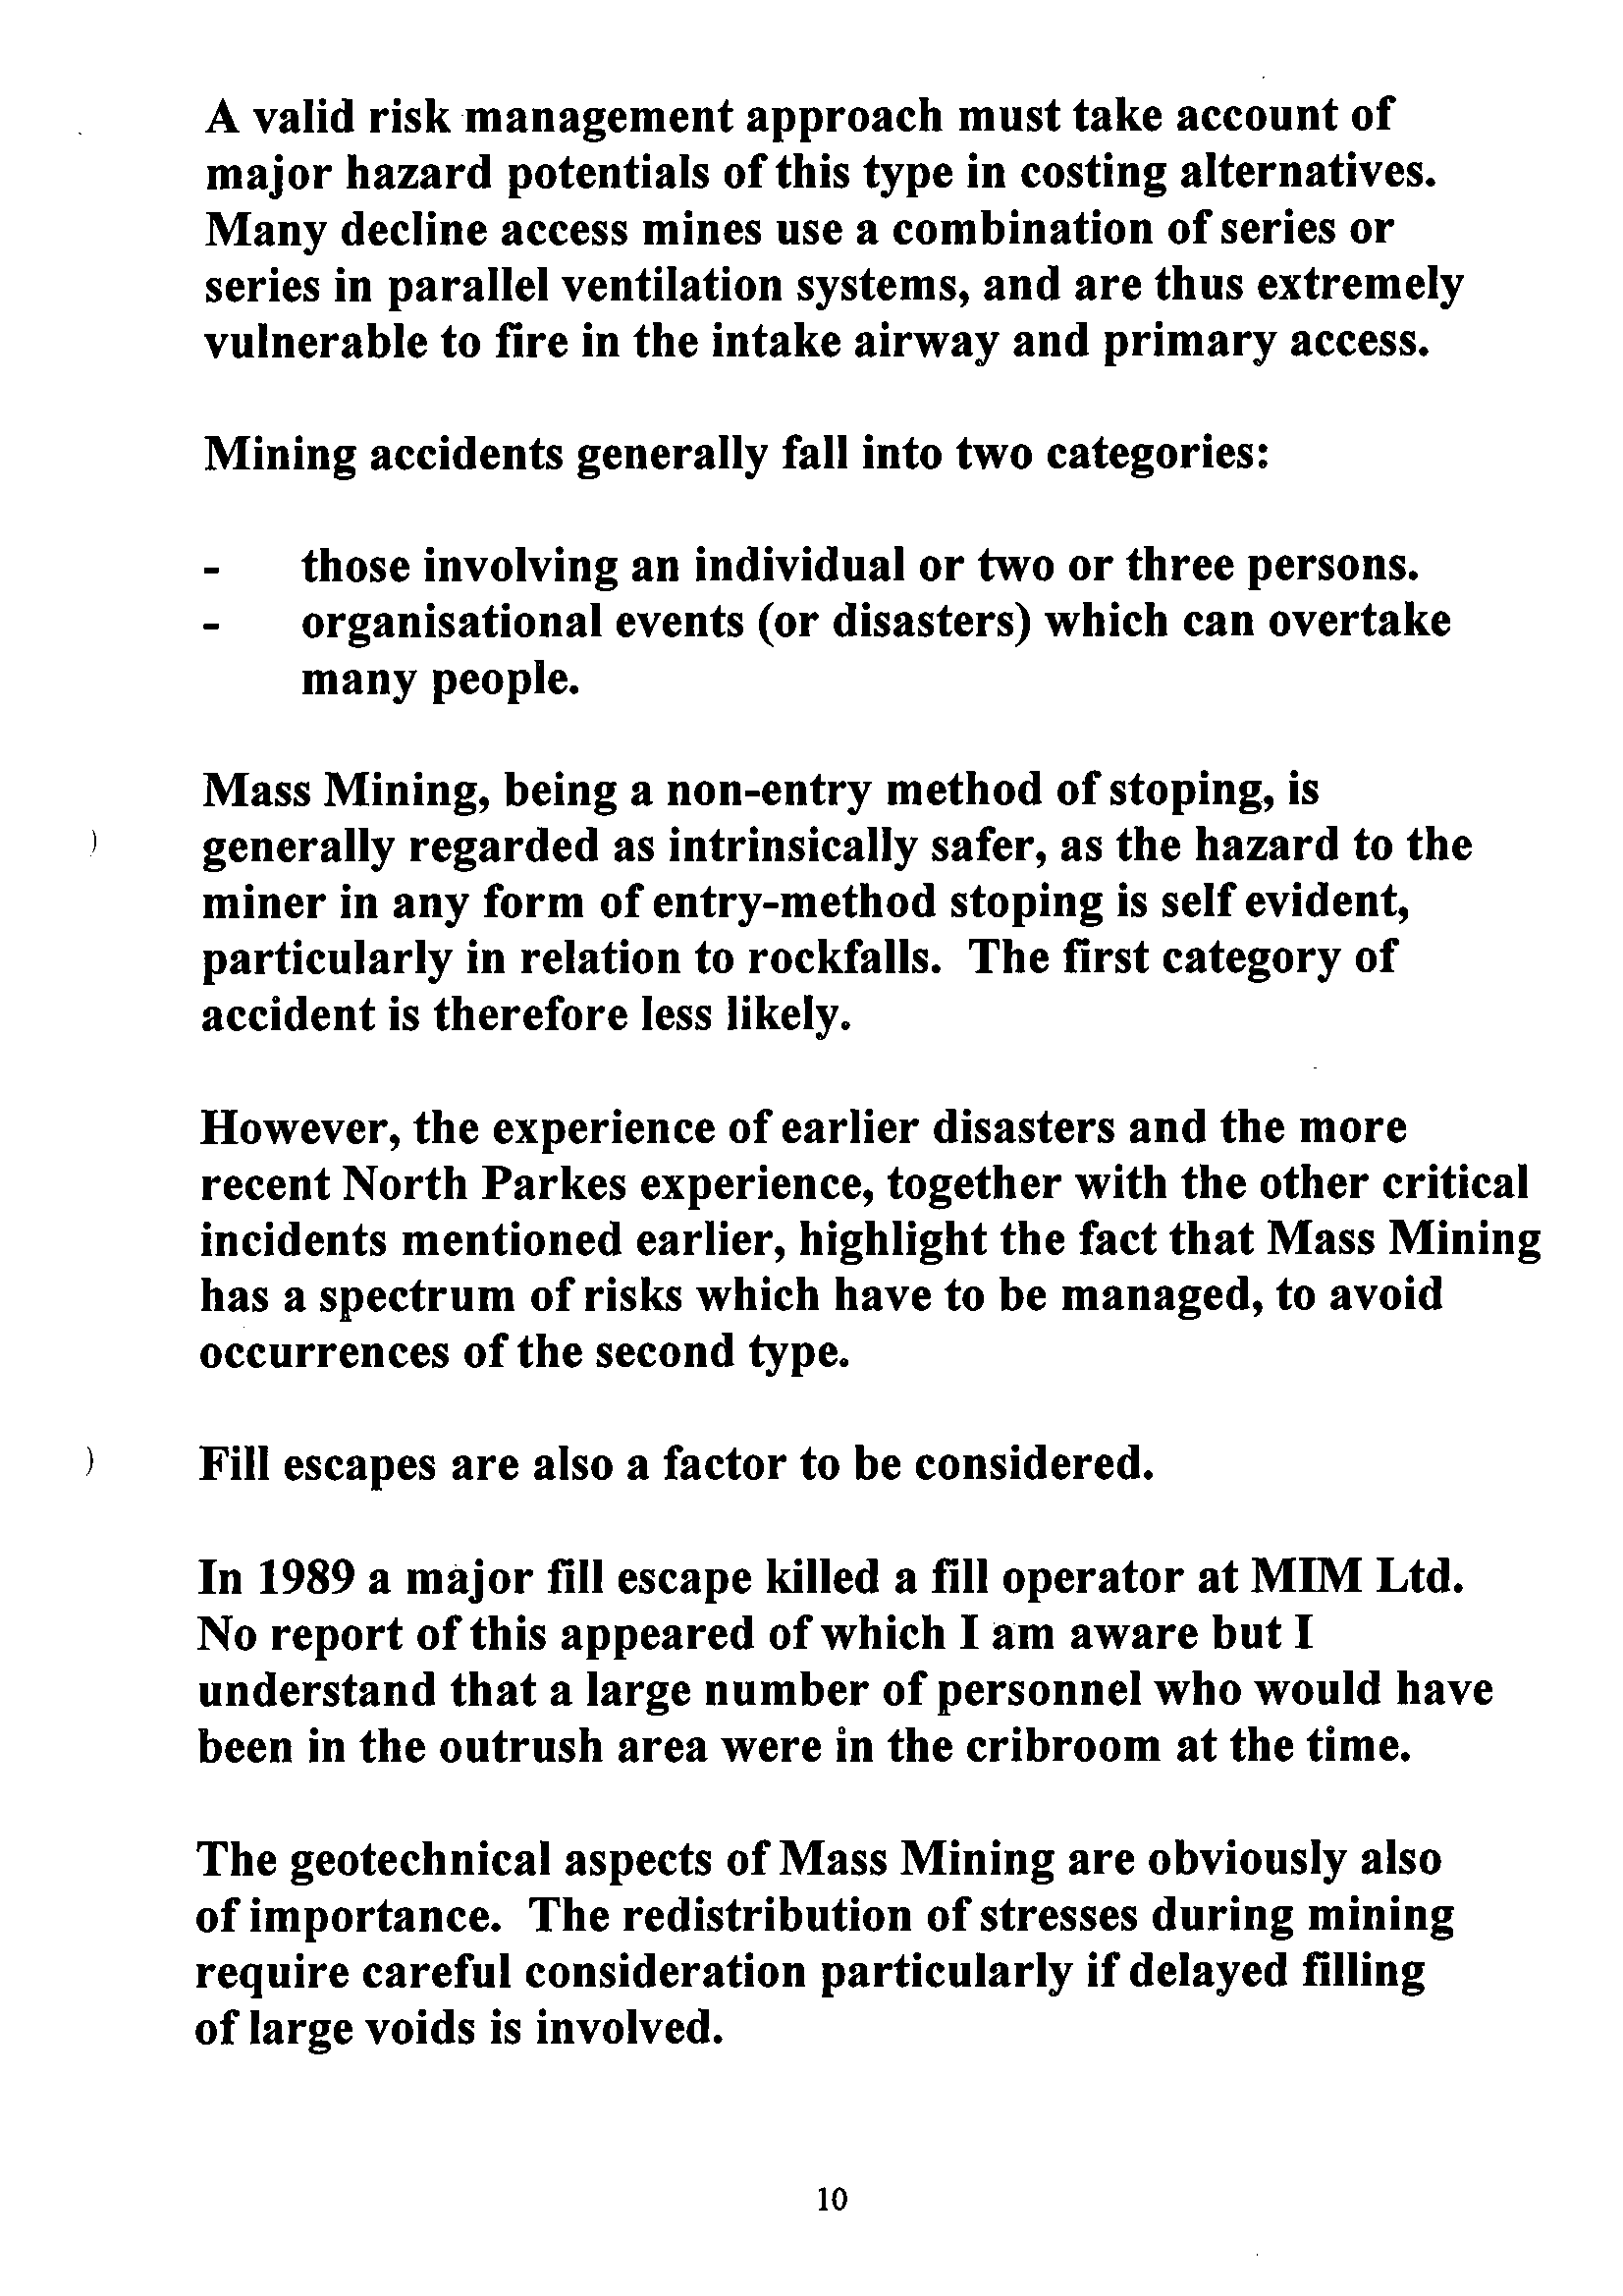 A valid risk management approach must take account of
major hazard potentials of this type in costing alternatives.
Many decline access mines use a combination of series or
series in parallel ventilation systems, and are thus extremely
vulnerable to fire in the intake airway and primary access.
Mining accidents generally fall into two categories:
- those involving an individual or two or three persons.
- organisational events (or disasters) which can overtake
many people.
Mass Mining, being a non-entry method of stoping, is
generally regarded as intrinsically safer, as the hazard to the
miner in any form of entry-method stoping is self evident,
particularly in relation to rockfalls. The first category of
accident is therefore less likely.
However, the experience of earlier disasters and the more
recent North Parkes experience, together with the other critical
incidents mentioned earlier, highlight the fact that Mass Mining
has a spectrum of risks which have to be managed, to avoid
occurrences of the second type.
Fill escapes are also a factor to be considered.
In 1989 a major fill escape killed a fill operator at MIM Ltd.
No report of this appeared of which I am aware but I
understand that a large number of personnel who would have
been in the outrush area were in the cribroom at the time.
The geotechnical aspects of Mass Mining are obviously also
of importance. The redistribution of stresses during mining
require careful consideration particularly if delayed filling
of large voids is involved.
10